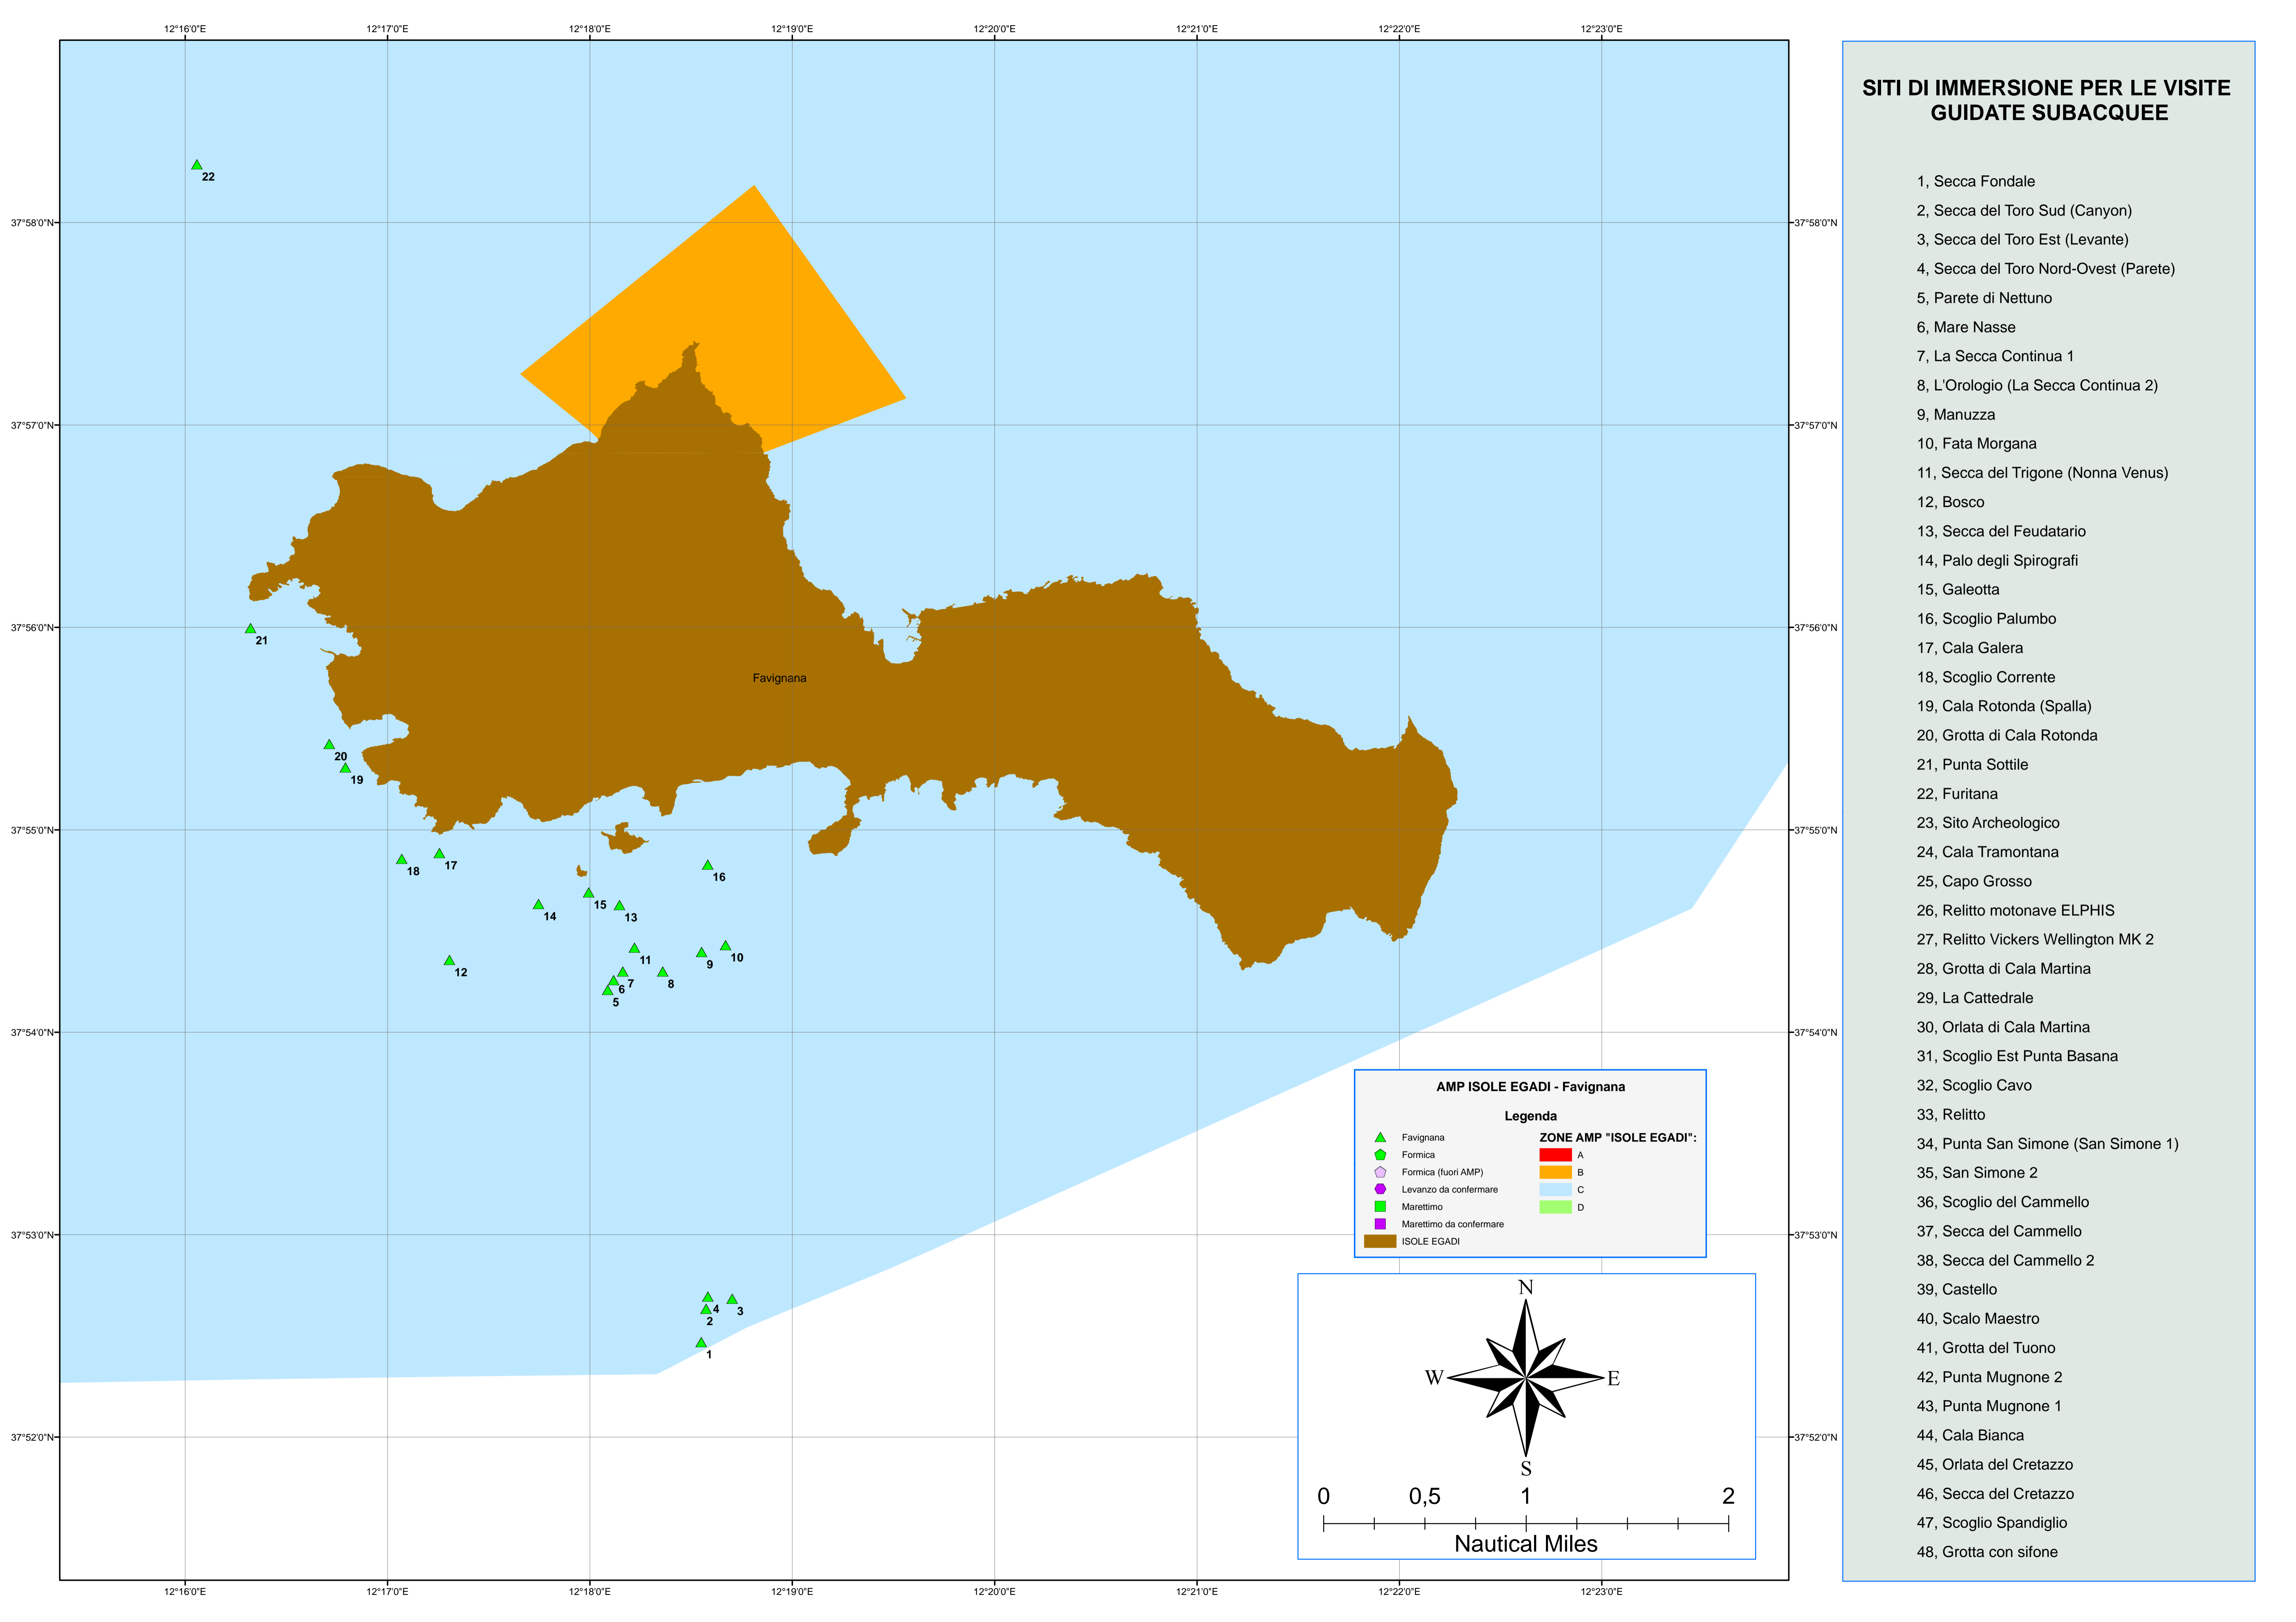 12°16'0"E 12°17'0"E 12°18'0"E 12°19'0"E 12°20'0"E 12°21'0"E 12°22'0"E 12°23'0"E
22
37°58'0"N 37°58'0"N
37°57'0"N 37°57'0"N
37°56'0"N 37°56'0"N
21
Favignana
20
19
37°55'0"N 37°55'0"N
18
17
16
15
14
13
12
11
10
9
8
7
6
5
37°54'0"N 37°54'0"N
37°53'0"N 37°53'0"N
4
3
2
1
37°52'0"N 37°52'0"N
12°16'0"E 12°17'0"E 12°18'0"E 12°19'0"E 12°20'0"E 12°21'0"E 12°22'0"E 12°23'0"E
AMP ISOLE EGADI - Favignana
Legenda
Favignana
Formica
Formica (fuori AMP)
Levanzo da confermare
Marettimo
Marettimo da confermare
ISOLE EGADI
ZONE AMP "ISOLE EGADI":
A
B
C
D
N
W E
S
0 0,5 1 2
Nautical Miles
SITI DI IMMERSIONE PER LE VISITE
GUIDATE SUBACQUEE
1, Secca Fondale
2, Secca del Toro Sud (Canyon)
3, Secca del Toro Est (Levante)
4, Secca del Toro Nord-Ovest (Parete)
5, Parete di Nettuno
6, Mare Nasse
7, La Secca Continua 1
8, L'Orologio (La Secca Continua 2)
9, Manuzza
10, Fata Morgana
11, Secca del Trigone (Nonna Venus)
12, Bosco
13, Secca del Feudatario
14, Palo degli Spirografi
15, Galeotta
16, Scoglio Palumbo
17, Cala Galera
18, Scoglio Corrente
19, Cala Rotonda (Spalla)
20, Grotta di Cala Rotonda
21, Punta Sottile
22, Furitana
23, Sito Archeologico
24, Cala Tramontana
25, Capo Grosso
26, Relitto motonave ELPHIS
27, Relitto Vickers Wellington MK 2
28, Grotta di Cala Martina
29, La Cattedrale
30, Orlata di Cala Martina
31, Scoglio Est Punta Basana
32, Scoglio Cavo
33, Relitto
34, Punta San Simone (San Simone 1)
35, San Simone 2
36, Scoglio del Cammello
37, Secca del Cammello
38, Secca del Cammello 2
39, Castello
40, Scalo Maestro
41, Grotta del Tuono
42, Punta Mugnone 2
43, Punta Mugnone 1
44, Cala Bianca
45, Orlata del Cretazzo
46, Secca del Cretazzo
47, Scoglio Spandiglio
48, Grotta con sifone